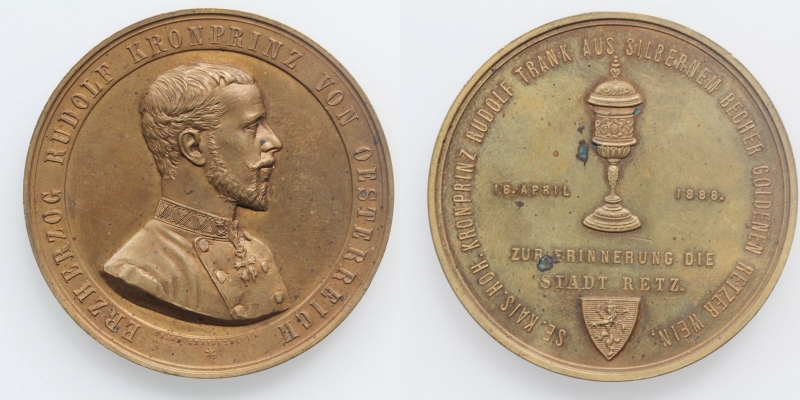 ERZHERZOG RUDOLF KRONPRINZ VON OESTERREICH
SE. KAIS. HOH. KRONPRINZ RUDOLF TRANK AUS SILBERNEM BECHER GOLDENEN RETZER WEIN.
18. APRIL 1888.
ZUR ERINNERUNG DIE
STADT RETZ.